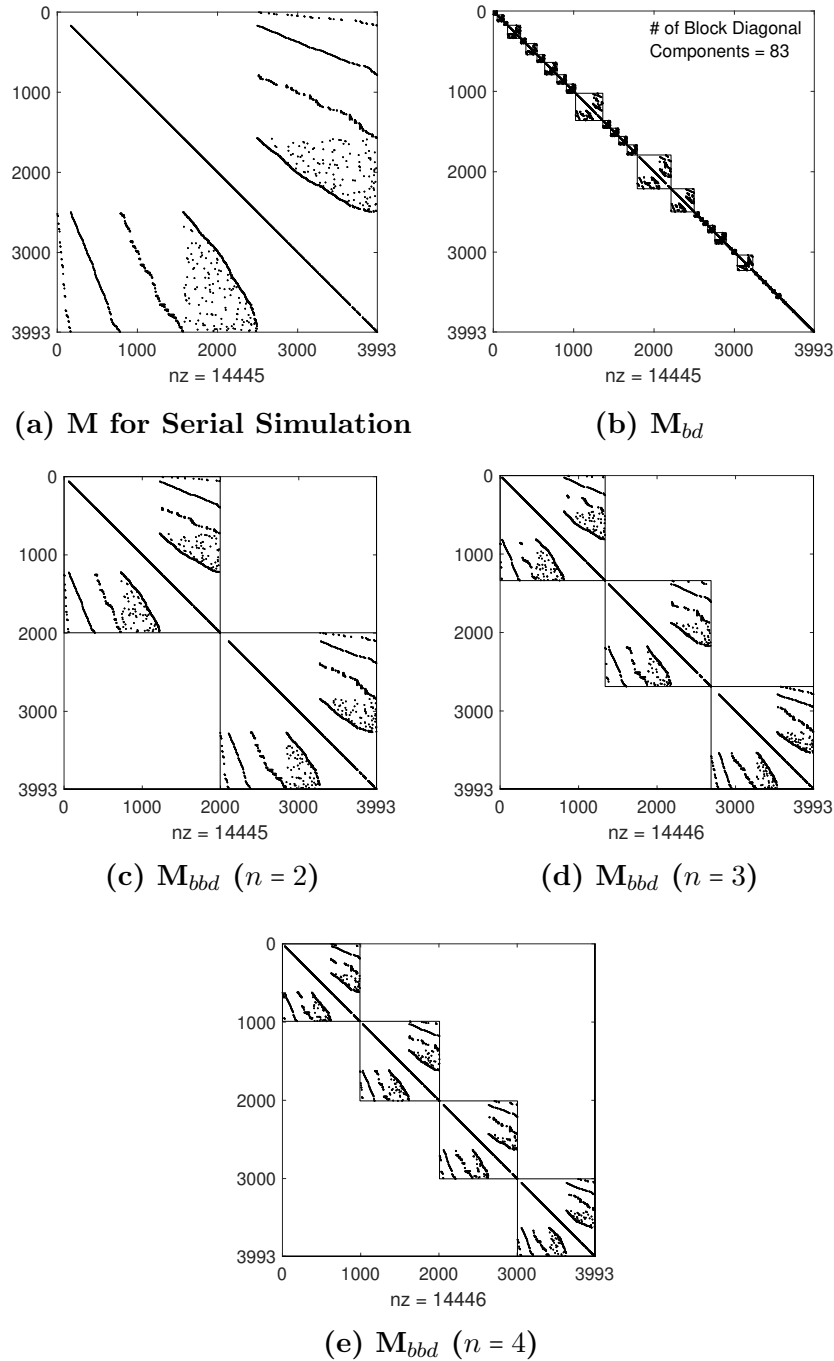 0
1000
2000
3000
3993
0 1000 2000 3000 3993
nz = 14445
(a) M for Serial Simulation
# of Block Diagonal
Components = 83
0
1000
2000
3000
3993
0 1000 2000 3000 3993
nz = 14445
(b) M_bd
0
1000
2000
3000
3993
0 1000 2000 3000 3993
nz = 14445
(c) M_bbd (n = 2)
0
1000
2000
3000
3993
0 1000 2000 3000 3993
nz = 14446
(d) M_bbd (n = 3)
0
1000
2000
3000
3993
0 1000 2000 3000 3993
nz = 14446
(e) M_bbd (n = 4)